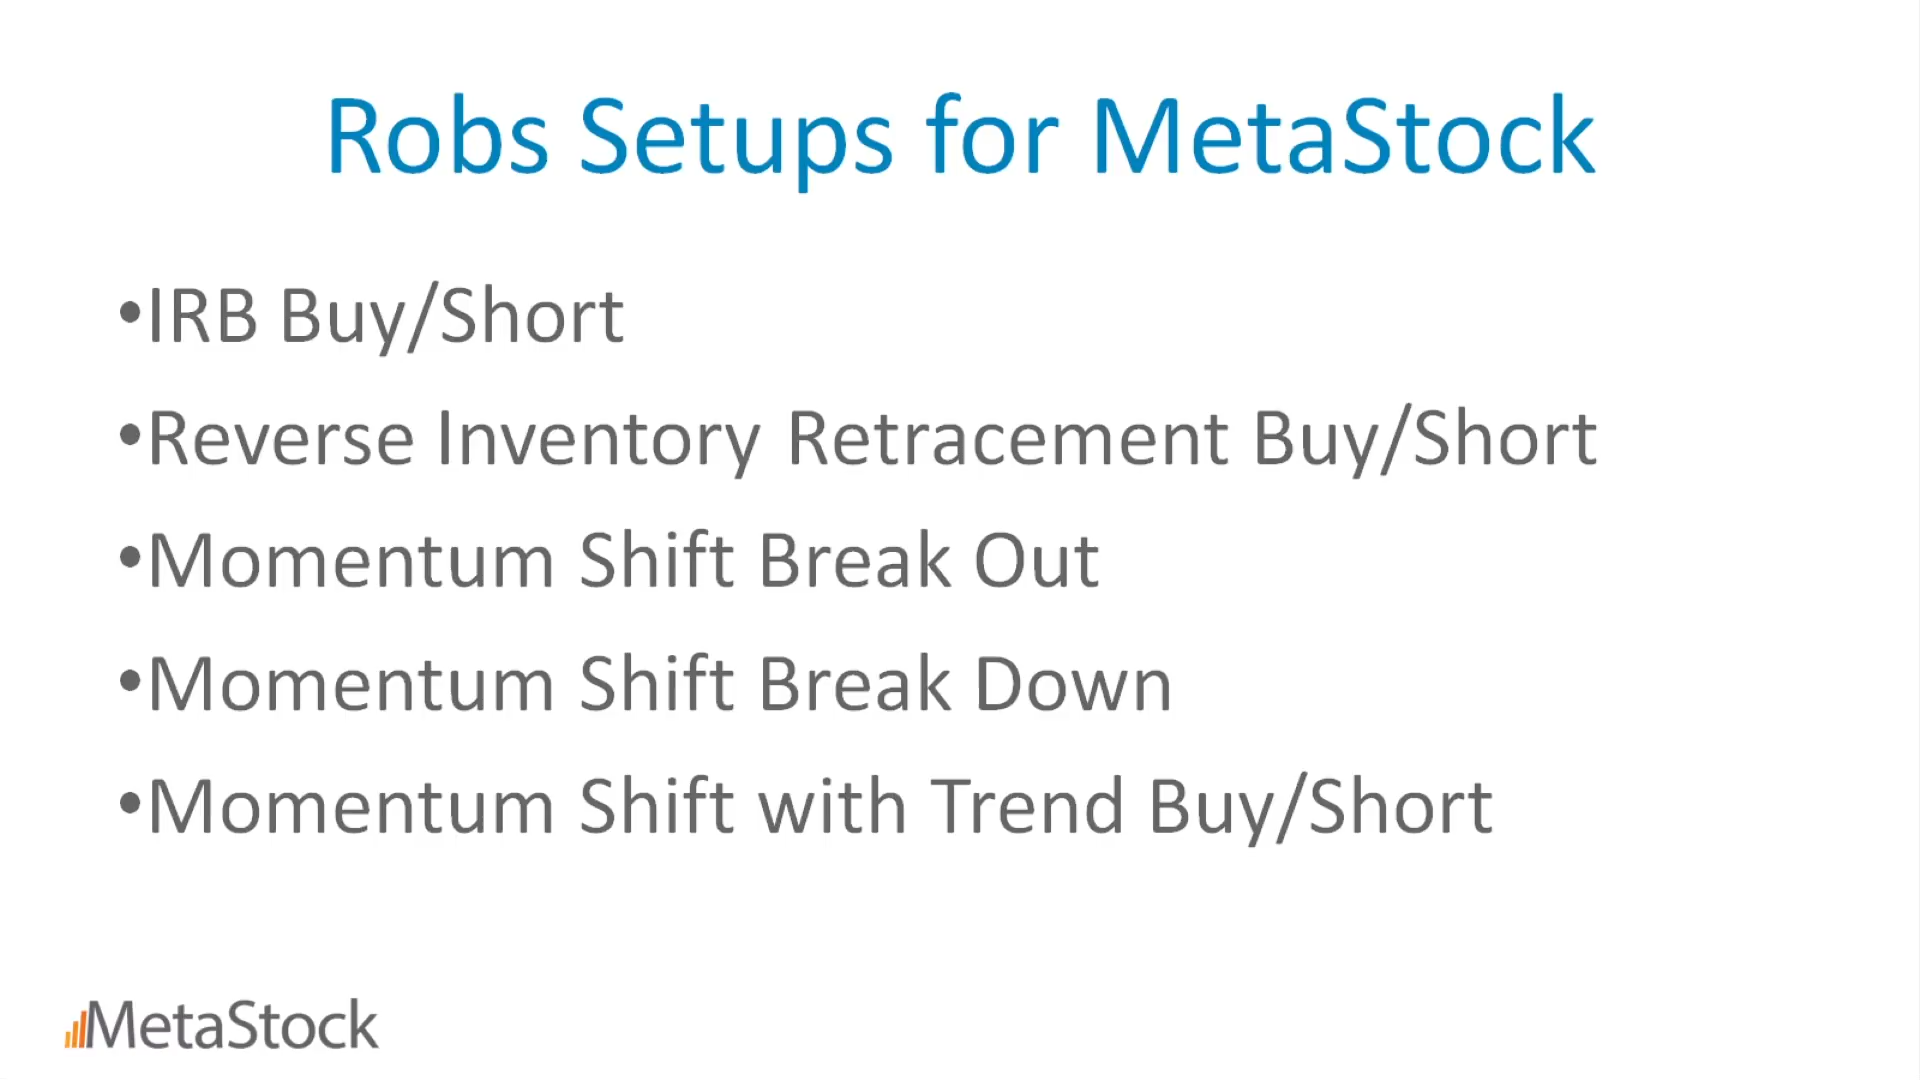 Robs Setups for MetaStock
•IRB Buy/Short
•Reverse Inventory Retracement Buy/Short
•Momentum Shift Break Out
•Momentum Shift Break Down
•Momentum Shift with Trend Buy/Short
MetaStock